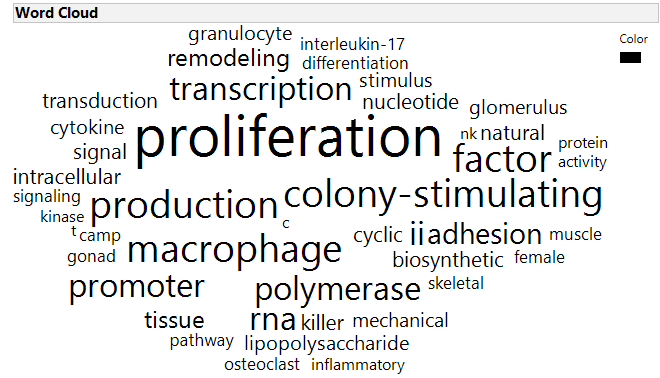 Word Cloud
Color
granulocyte
interleukin-17
remodeling
differentiation
transcription
stimulus
transduction
nucleotide
glomerulus
cytokine
proliferation
nk natural
signal
factor
protein
activity
intracellular
signaling
production
colony-stimulating
kinase
c
t camp
macrophage
cyclic
ii
adhesion
muscle
gonad
biosynthetic
female
promoter
polymerase
skeletal
tissue
rna
killer
mechanical
pathway
lipopolysaccharide
osteoclast
inflammatory